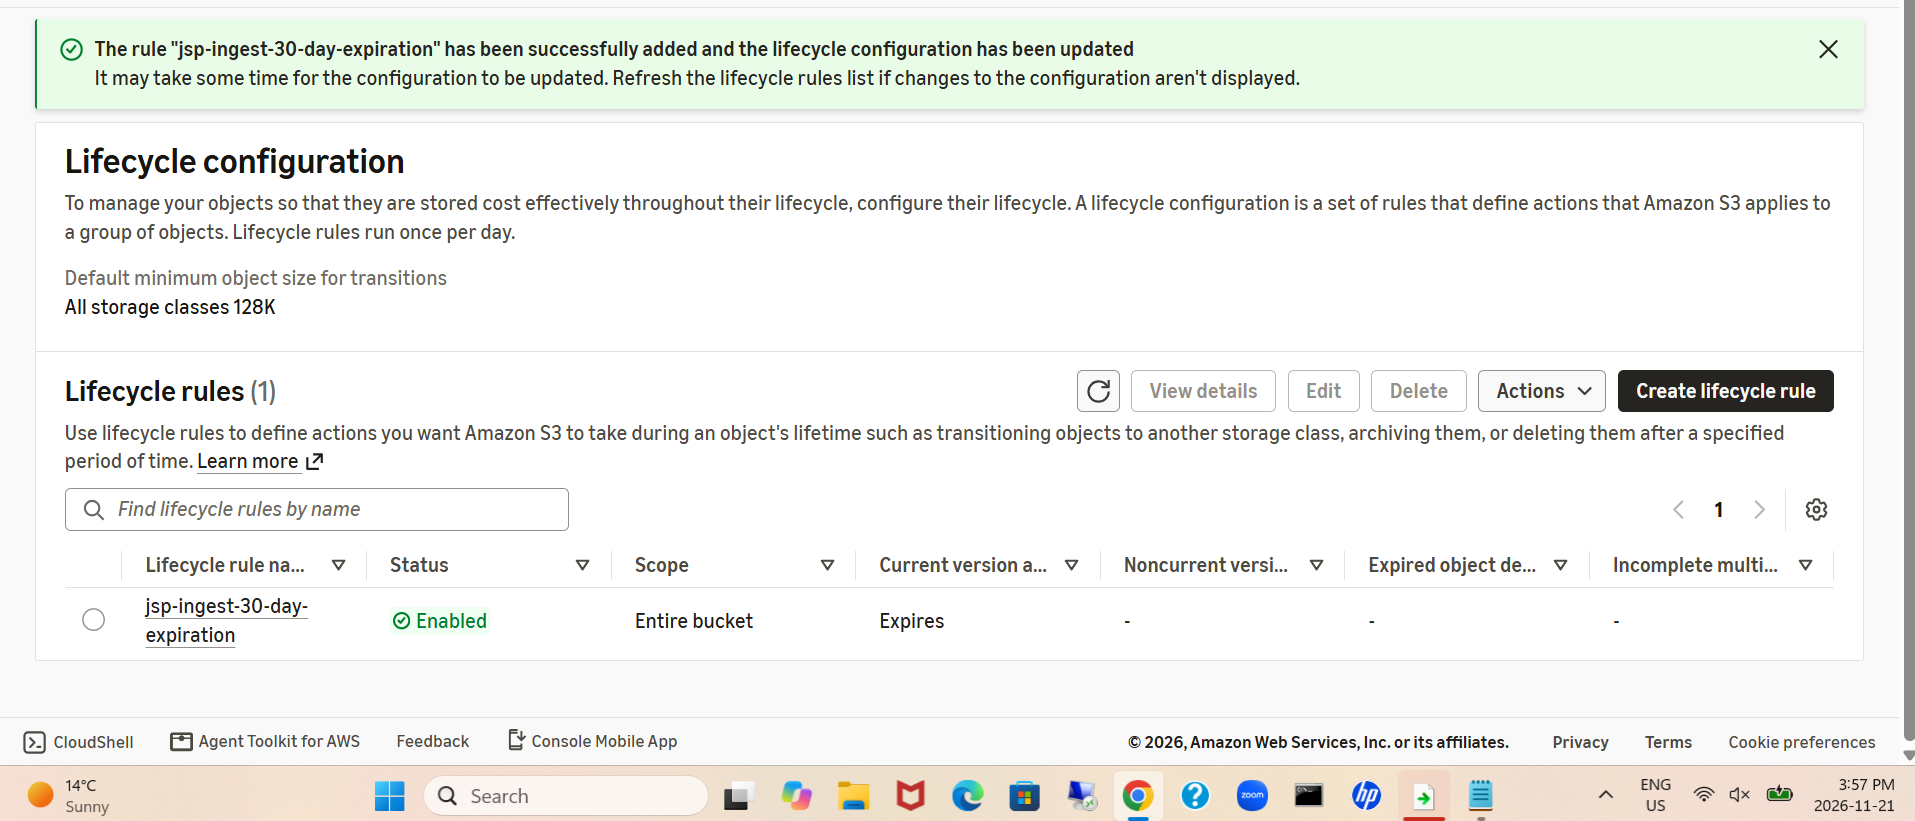 The rule "jsp-ingest-30-day-expiration" has been successfully added and the lifecycle configuration has been updated
It may take some time for the configuration to be updated. Refresh the lifecycle rules list if changes to the configuration aren't displayed.
Lifecycle configuration
To manage your objects so that they are stored cost effectively throughout their lifecycle, configure their lifecycle. A lifecycle configuration is a set of rules that define actions that Amazon S3 applies to
a group of objects. Lifecycle rules run once per day.
Default minimum object size for transitions
All storage classes 128K
Lifecycle rules (1)
View details
Edit
Delete
Actions
Create lifecycle rule
Use lifecycle rules to define actions you want Amazon S3 to take during an object's lifetime such as transitioning objects to another storage class, archiving them, or deleting them after a specified
period of time. Learn more
Find lifecycle rules by name
1
Lifecycle rule na... Status Scope Current version a... Noncurrent versi... Expired object de... Incomplete multi...
jsp-ingest-30-day-
expiration
Enabled Entire bucket Expires - - -
CloudShell Agent Toolkit for AWS Feedback Console Mobile App © 2026, Amazon Web Services, Inc. or its affiliates. Privacy Terms Cookie preferences
14°C
Sunny
Search
zoom
hp
ENG
US
3:57 PM
2026-11-21